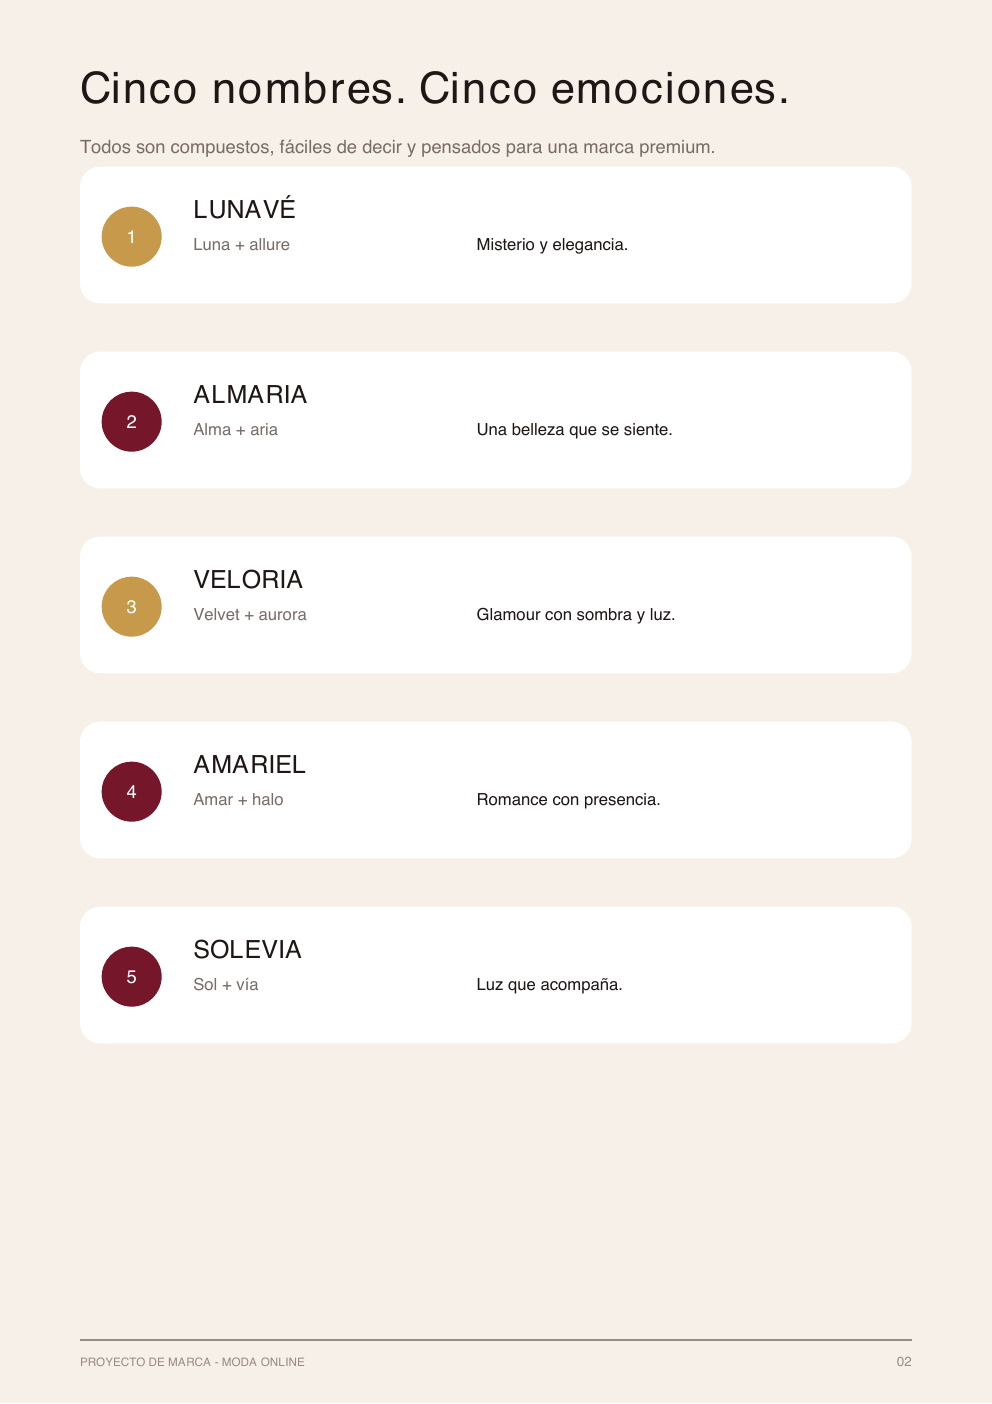 Cinco nombres. Cinco emociones.
Todos son compuestos, fáciles de decir y pensados para una marca premium.
1
LUNAVÉ
Luna + allure
Misterio y elegancia.
2
ALMARIA
Alma + aria
Una belleza que se siente.
3
VELORIA
Velvet + aurora
Glamour con sombra y luz.
4
AMARIEL
Amar + halo
Romance con presencia.
5
SOLEVIA
Sol + vía
Luz que acompaña.
PROYECTO DE MARCA - MODA ONLINE
02